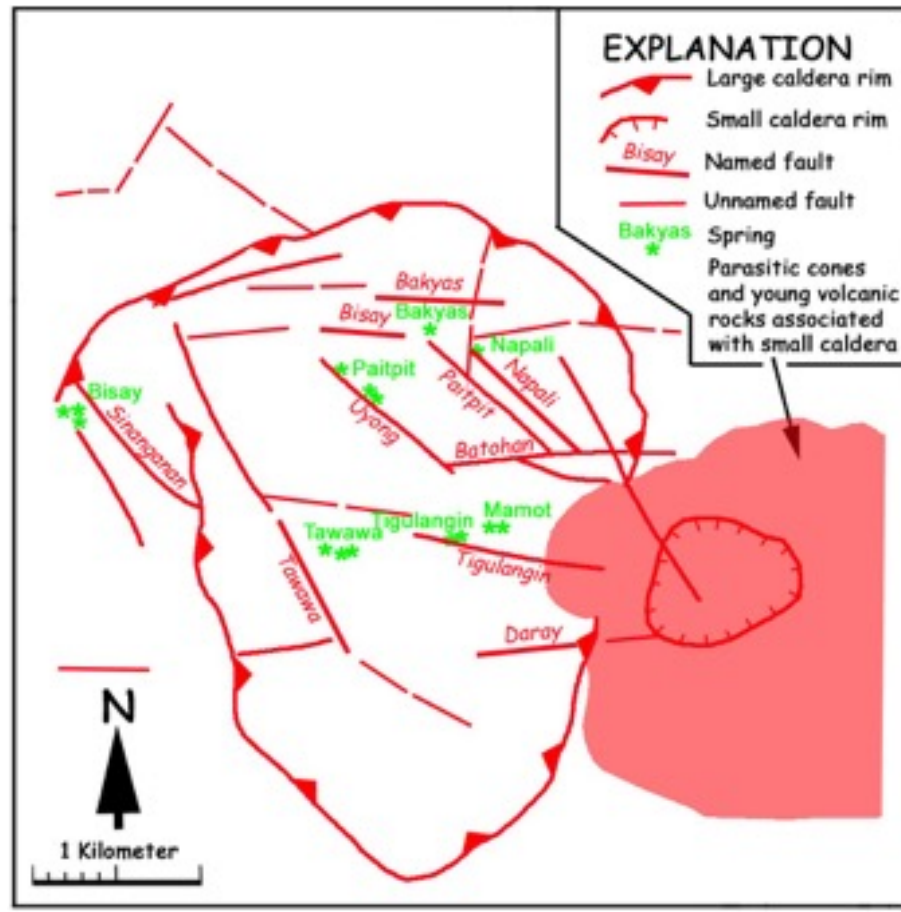 EXPLANATION
Large caldera rim
Small caldera rim
Bisay
Named fault
Unnamed fault
Bakyas
Spring
Parasitic cones
and young volcanic
rocks associated
with small caldera
Bakyas
Bisay
Bakyas
Napali
Paitpit
Napali
Paitpit
Bisay
Sinanganan
Uyong
Batohan
Mamot
Tigulangin
Tawawa
Tigulangin
Tawawa
Daray
N
1 Kilometer